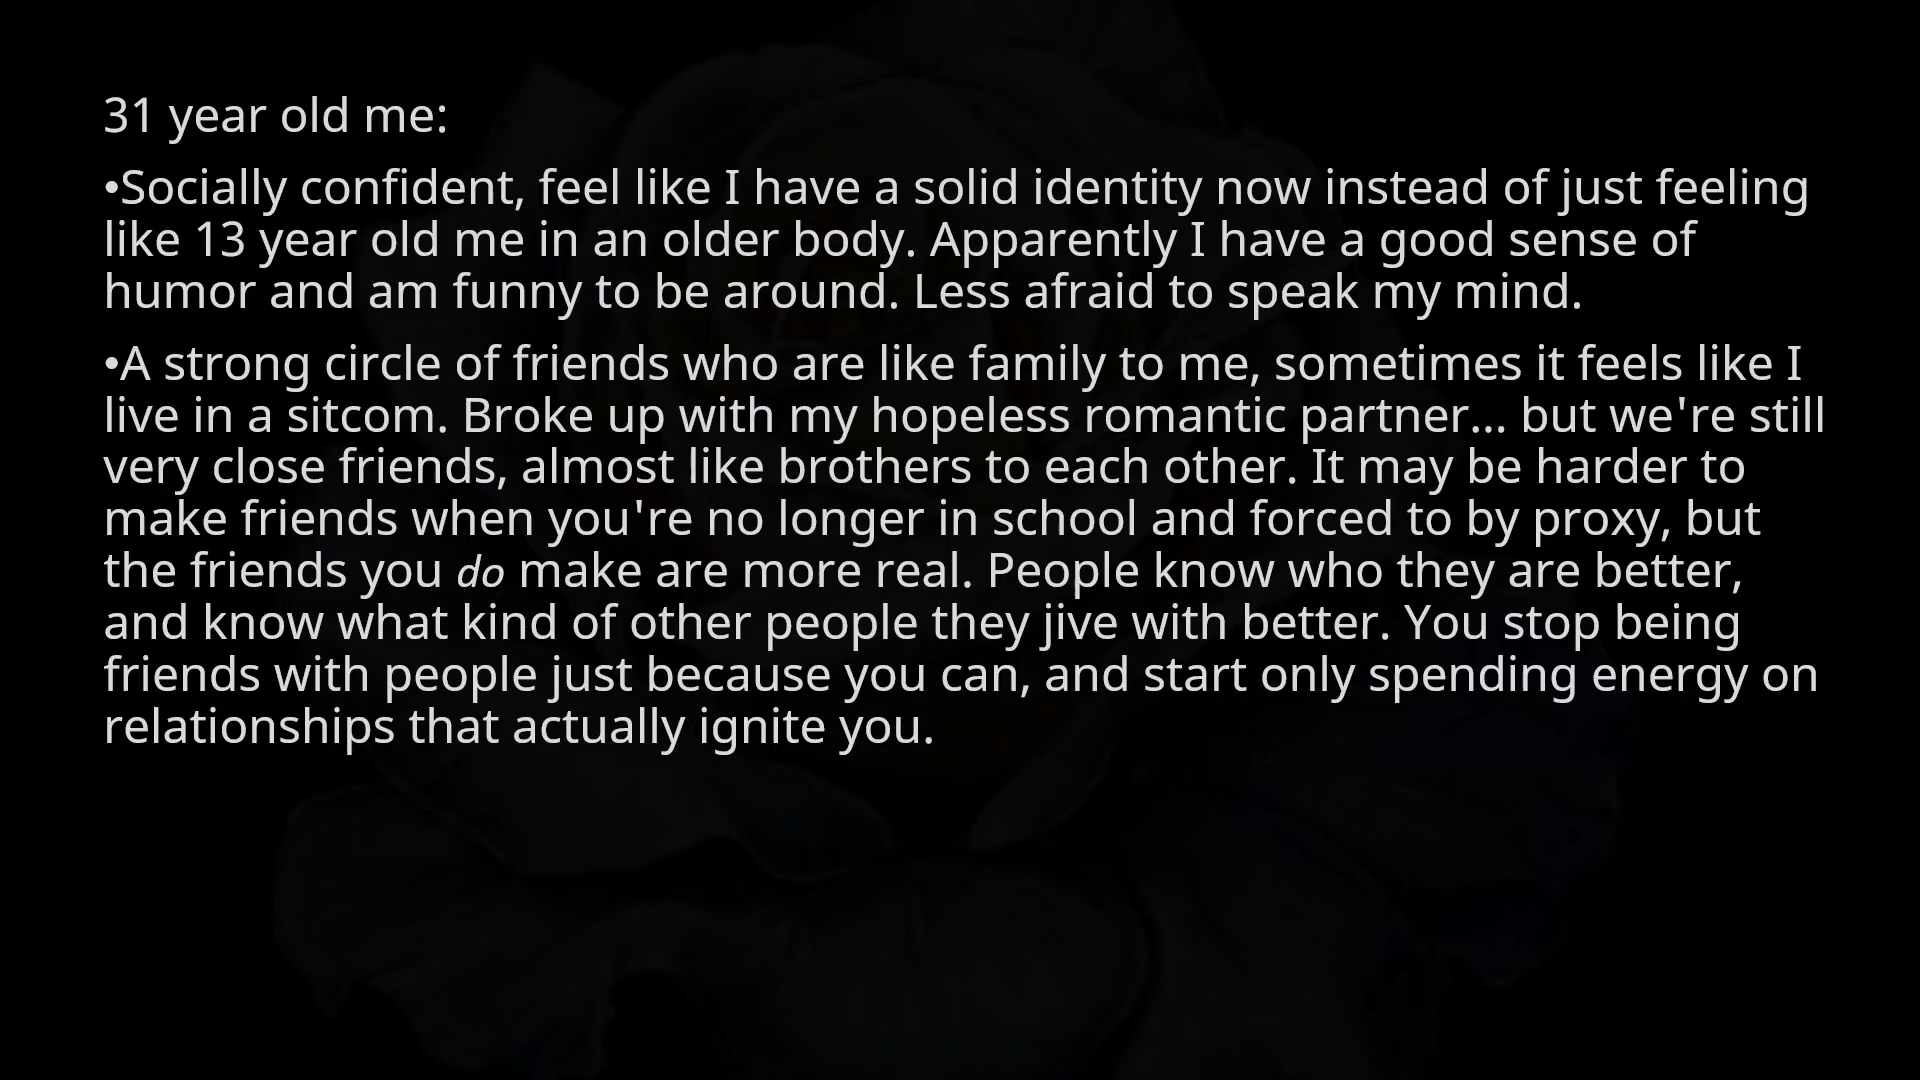 31 year old me:
•Socially confident, feel like I have a solid identity now instead of just feeling
like 13 year old me in an older body. Apparently I have a good sense of
humor and am funny to be around. Less afraid to speak my mind.
•A strong circle of friends who are like family to me, sometimes it feels like I
live in a sitcom. Broke up with my hopeless romantic partner... but we're still
very close friends, almost like brothers to each other. It may be harder to
make friends when you're no longer in school and forced to by proxy, but
the friends you do make are more real. People know who they are better,
and know what kind of other people they jive with better. You stop being
friends with people just because you can, and start only spending energy on
relationships that actually ignite you.